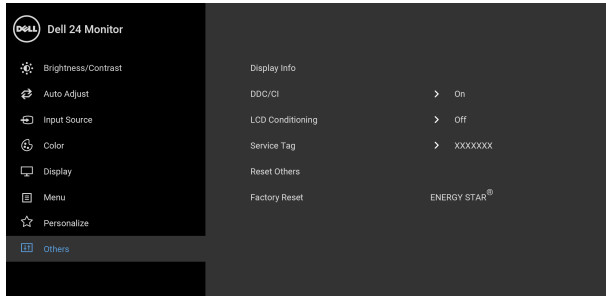 DELL Dell 24 Monitor
Brightness/Contrast
Auto Adjust
Input Source
Color
Display
Menu
Personalize
Others
Display Info
DDC/CI > On
LCD Conditioning > Off
Service Tag > XXXXXXX
Reset Others
Factory Reset ENERGY STAR®